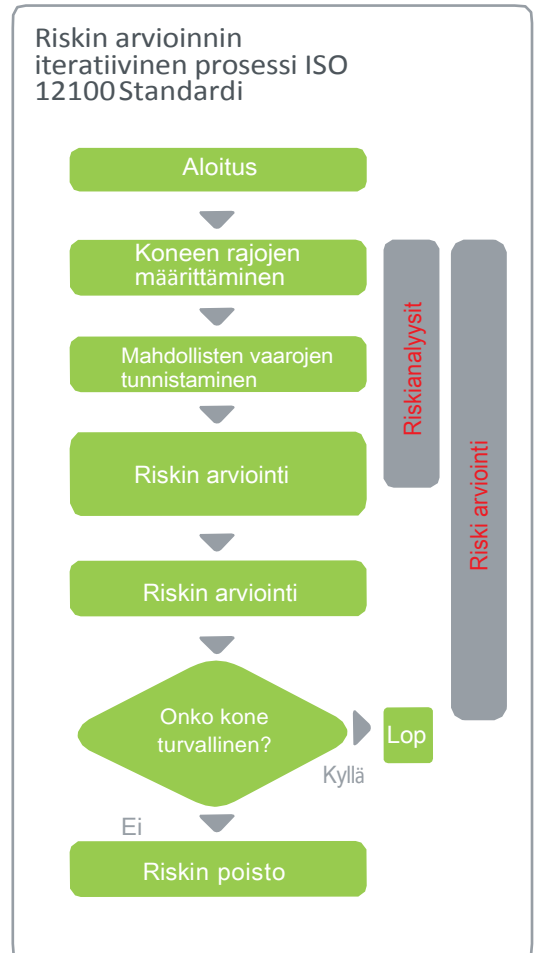 Riskin arvioinnin
iteratiivinen prosessi ISO
12100 Standardi
Aloitus
Koneen rajojen
määrittäminen
Mahdollisten vaarojen
tunnistaminen
Riskin arviointi
Riskin arviointi
Onko kone
turvallinen?
Kyllä
Lop
Ei
Riskin poisto
Riskianalyysit
Riski arviointi